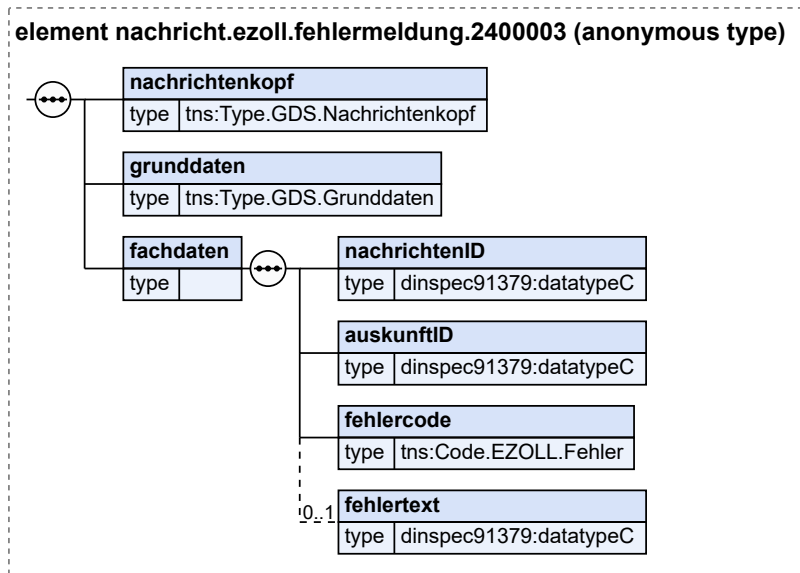 element nachricht.ezoll.fehlermeldung.2400003 (anonymous type)
nachrichtenkopf
type tns:Type.GDS.Nachrichtenkopf
grunddaten
type tns:Type.GDS.Grunddaten
fachdaten
type
nachrichtenID
type dinspec91379:datatypeC
auskunftID
type dinspec91379:datatypeC
fehlercode
type tns:Code.EZOLL.Fehler
0..1
fehlertext
type dinspec91379:datatypeC